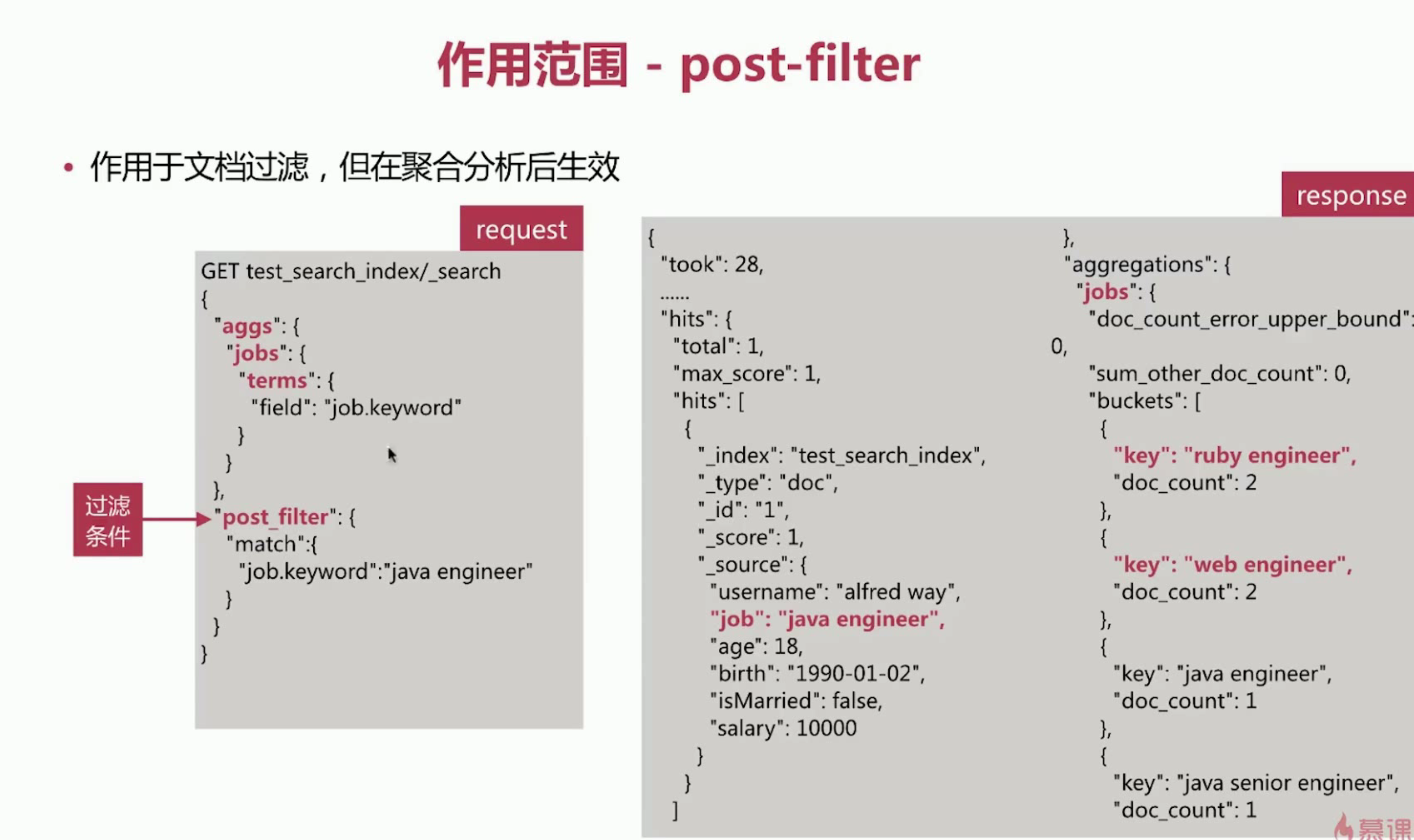 作用范围 - post-filter
• 作用于文档过滤，但在聚合分析后生效
request
GET test_search_index/_search
{
"aggs": {
"jobs": {
"terms": {
"field": "job.keyword"
}
}
},
"post_filter": {
"match":{
"job.keyword":"java engineer"
}
}
}
过滤
条件
response
{
"took": 28,
......
"hits": {
"total": 1,
"max_score": 1,
"hits": [
{
"_index": "test_search_index",
"_type": "doc",
"_id": "1",
"_score": 1,
"_source": {
"username": "alfred way",
"job": "java engineer",
"age": 18,
"birth": "1990-01-02",
"isMarried": false,
"salary": 10000
}
}
]
},
"aggregations": {
"jobs": {
"doc_count_error_upper_bound":
0,
"sum_other_doc_count": 0,
"buckets": [
{
"key": "ruby engineer",
"doc_count": 2
},
{
"key": "web engineer",
"doc_count": 2
},
{
"key": "java engineer",
"doc_count": 1
},
{
"key": "java senior engineer",
"doc_count": 1
慕课